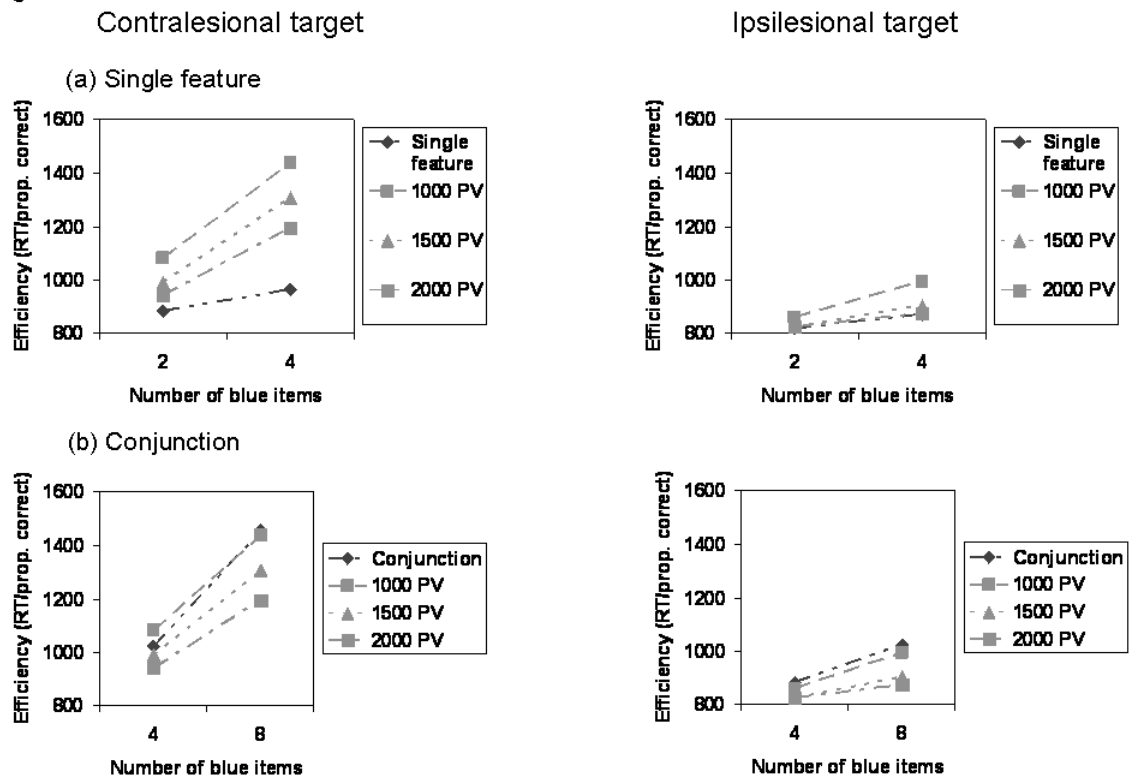 Contralesional target
Ipsilesional target
(a) Single feature
Efficiency (RT/prop. correct)
1600
1400
1200
1000
800
2
4
Number of blue items
Single
feature
1000 PV
1500 PV
2000 PV
Efficiency (RT/prop. correct)
1600
1400
1200
1000
800
2
4
Number of blue items
Single
feature
1000 PV
1500 PV
2000 PV
(b) Conjunction
Efficiency (RT/prop. correct)
1600
1400
1200
1000
800
4
8
Number of blue items
Conjunction
1000 PV
1500 PV
2000 PV
Efficiency (RT/prop. correct)
1600
1400
1200
1000
800
4
8
Number of blue items
Conjunction
1000 PV
1500 PV
2000 PV